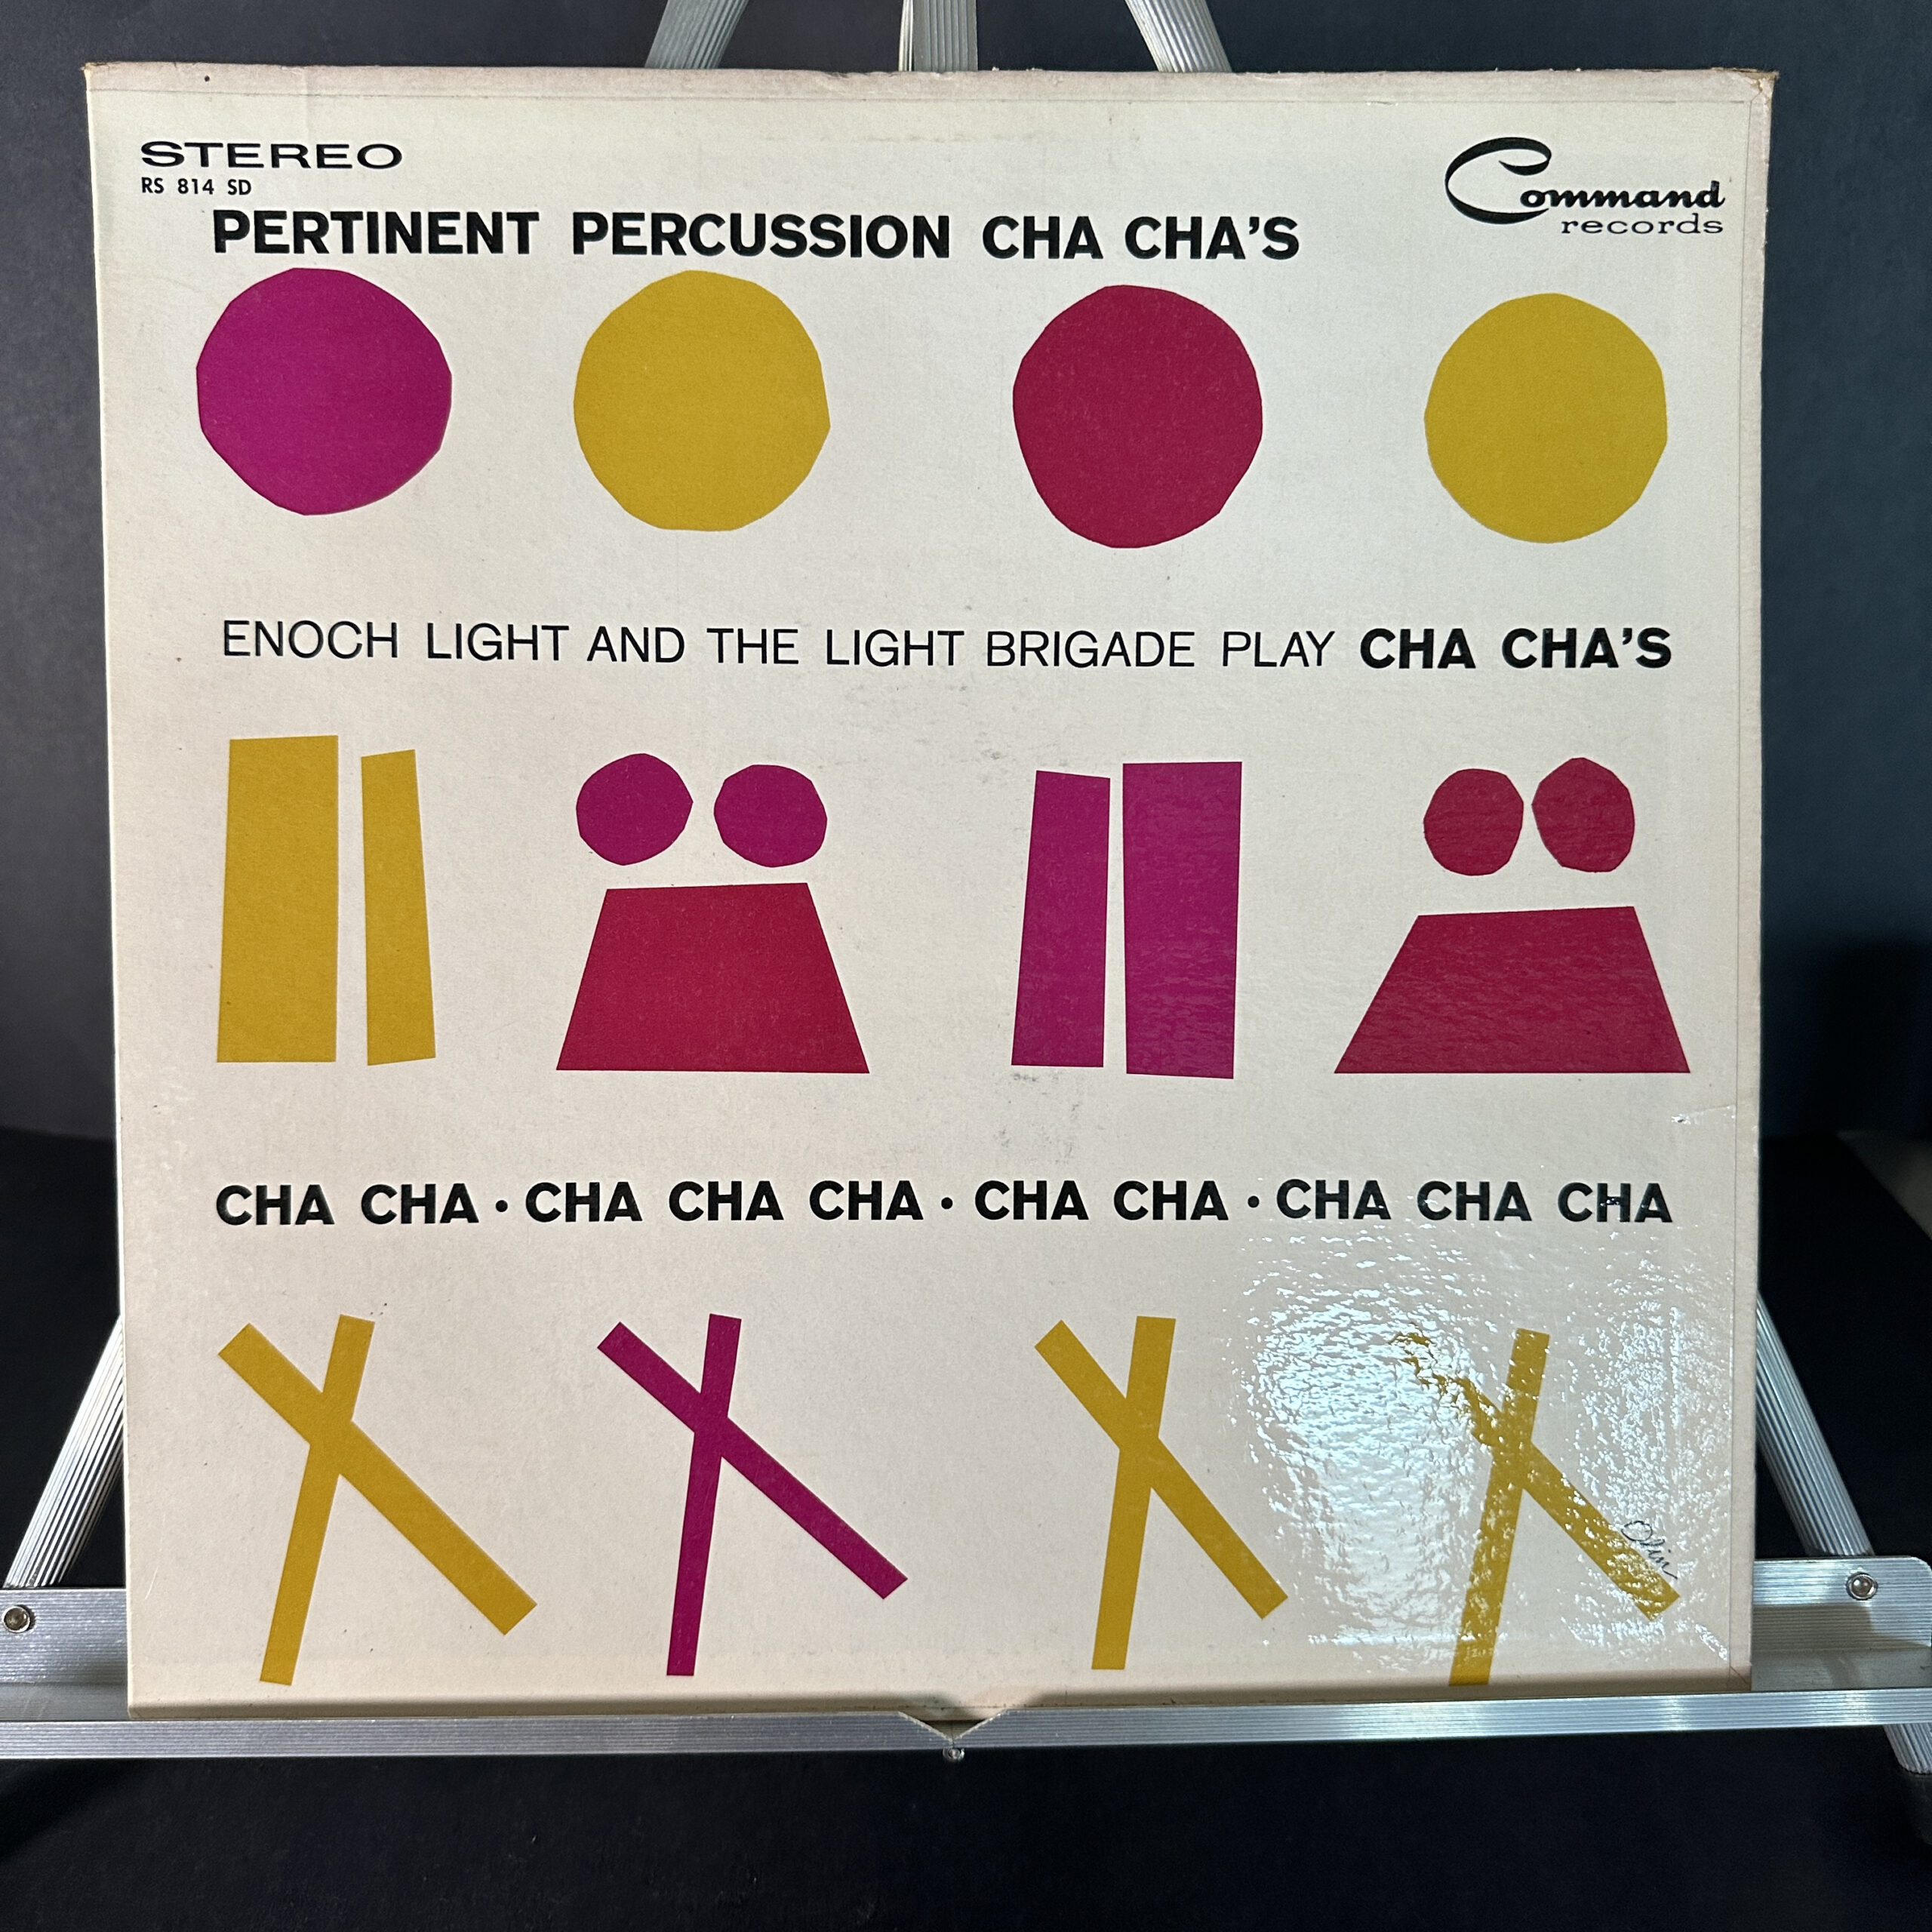 STEREO
RS 814 SD
Command
records
PERTINENT PERCUSSION CHA CHA'S
ENOCH LIGHT AND THE LIGHT BRIGADE PLAY CHA CHA'S
CHA CHA • CHA CHA CHA • CHA CHA • CHA CHA CHA